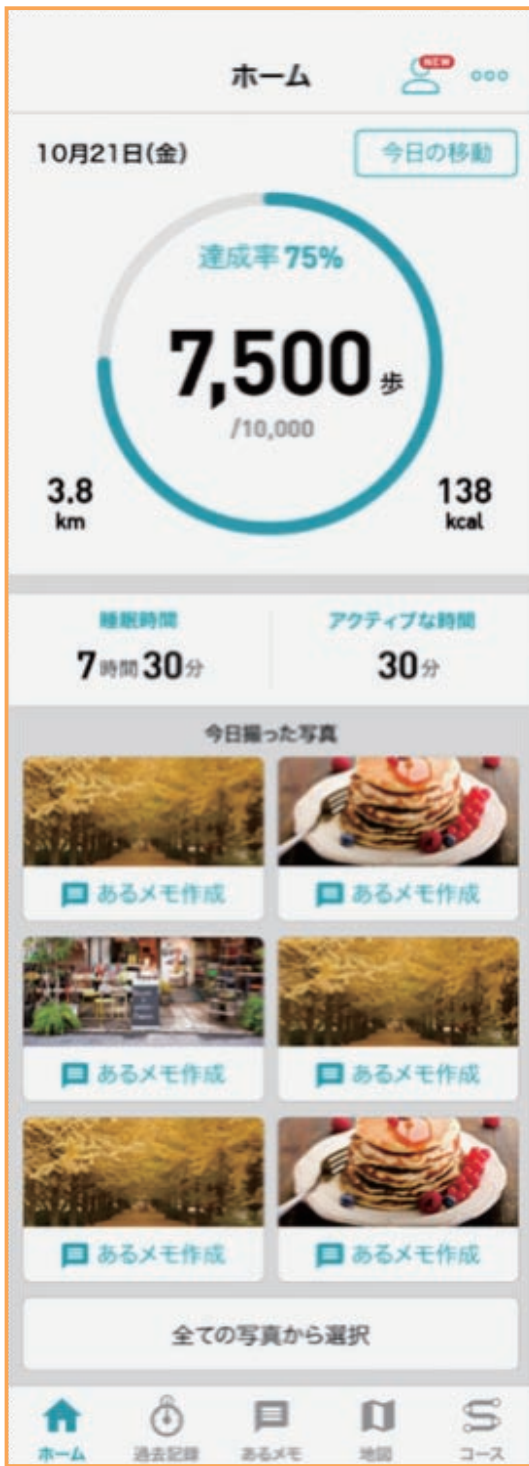 ホーム
NEW
10月21日(金)
今日の移動
達成率 75%
7,500 歩
/10,000
3.8
km
138
kcal
睡眠時間
アクティブな時間
7時間30分
30分
今日撮った写真
あるメモ作成
あるメモ作成
あるメモ作成
あるメモ作成
あるメモ作成
あるメモ作成
全ての写真から選択
ホーム
過去記録
あるメモ
地図
コース